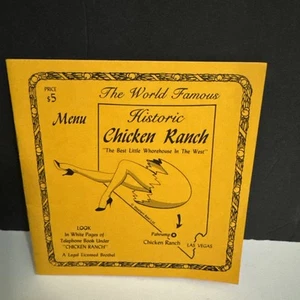 PRICE
$5
The World Famous
Menu
Historic
Chicken Ranch
"The Best Little Whorehouse In The West"
LOOK
in White Pages of
Telephone Book Under
"CHICKEN RANCH"
A Legal Licensed Brothel
Pahrump
Chicken Ranch
LAS VEGAS